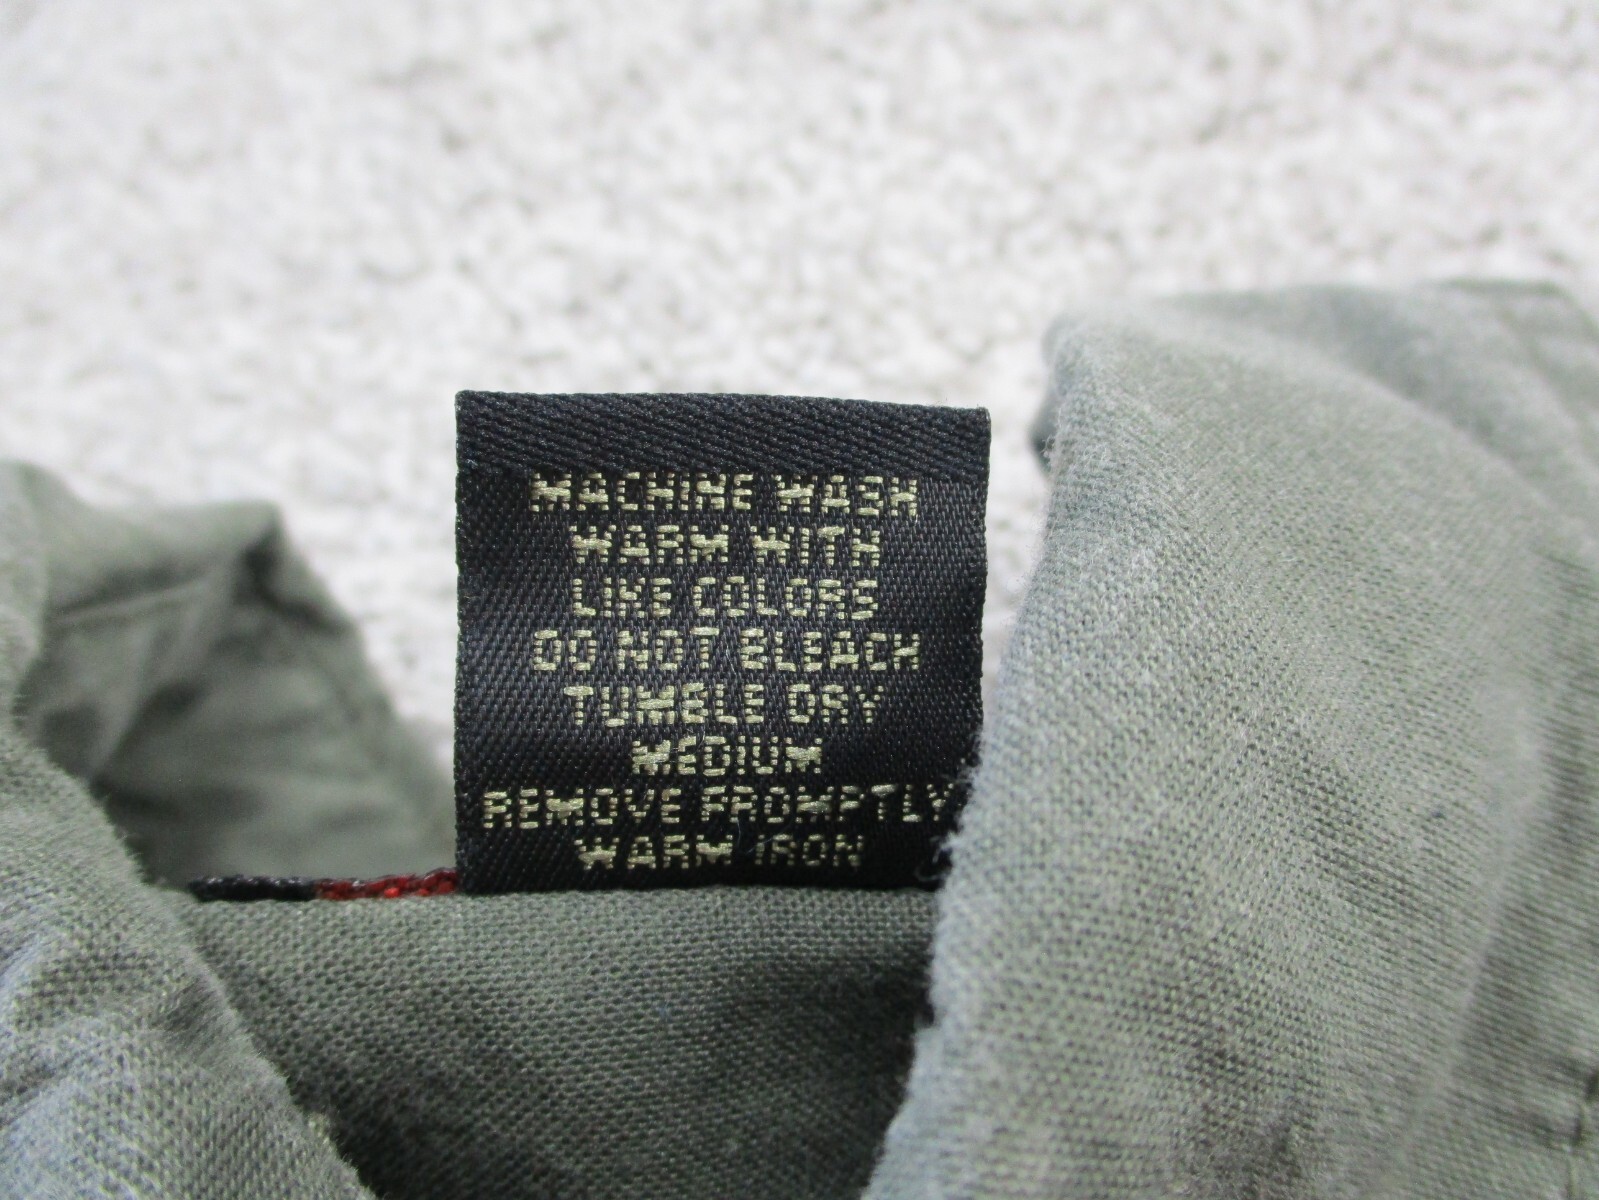 MACHINE WASH
WARM WITH
LIKE COLORS
DO NOT BLEACH
TUMBLE DRY
MEDIUM
REMOVE PROMPTLY
WARM IRON